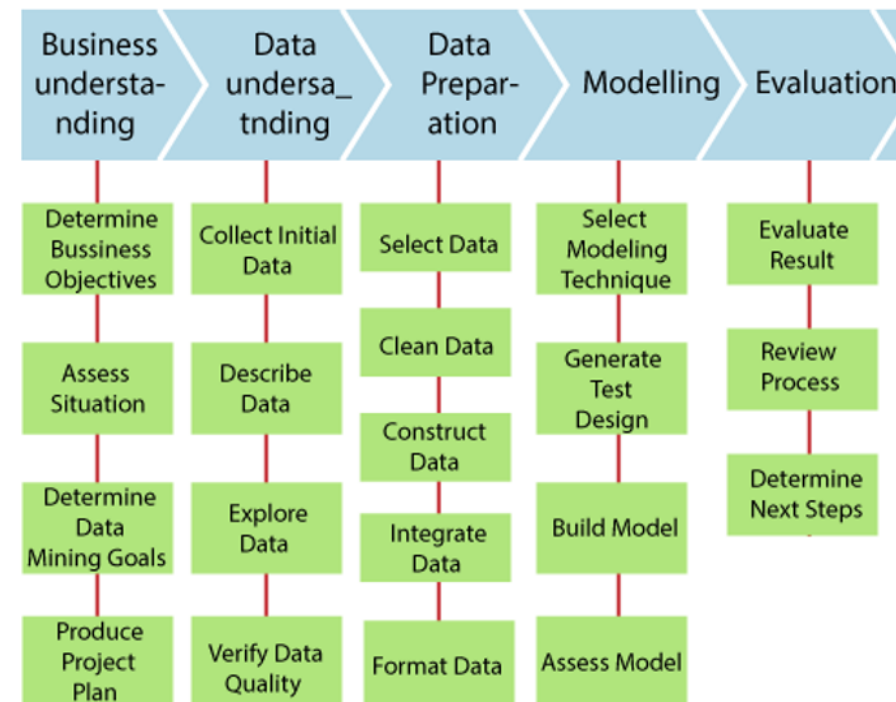 Business
understa-
nding
Data
undersa_
tnding
Data
Prepar-
ation
Modelling
Evaluation
Determine
Bussiness
Objectives
Assess
Situation
Determine
Data
Mining Goals
Produce
Project
Plan
Collect Initial
Data
Describe
Data
Explore
Data
Verify Data
Quality
Select Data
Clean Data
Construct
Data
Integrate
Data
Format Data
Select
Modeling
Technique
Generate
Test
Design
Build Model
Assess Model
Evaluate
Result
Review
Process
Determine
Next Steps